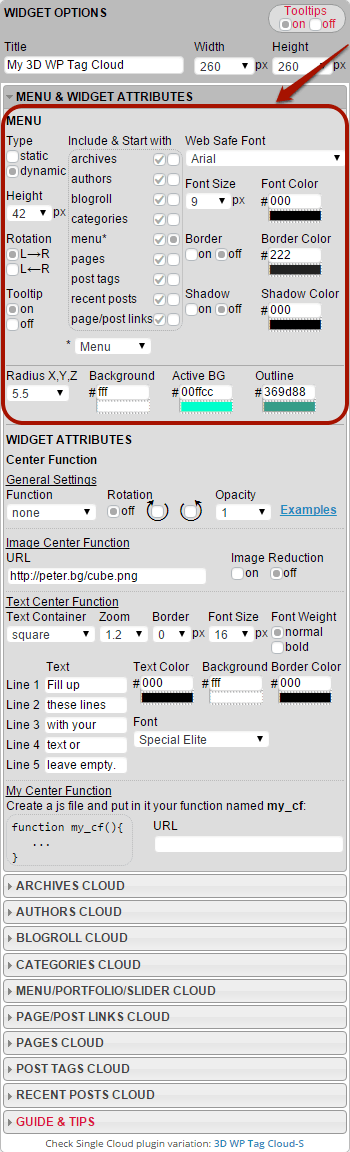 WIDGET OPTIONS
Tooltips
on off
Title Width Height
My 3D WP Tag Cloud 260 px 260 px
MENU & WIDGET ATTRIBUTES
MENU
Type Include & Start with Web Safe Font
static archives Arial
dynamic authors Font Size Font Color
Height blogroll 9 px #000
42 px categories
Rotation menu* Border Border Color
L→R pages on off #222
L←R post tags
Tooltip recent posts Shadow Shadow Color
on page/post links on off #000
off
* Menu
Radius X,Y,Z Background Active BG Outline
5.5 #fff #00ffcc #369d88
WIDGET ATTRIBUTES
Center Function
General Settings
Function Rotation Opacity
none off 1 Examples
Image Center Function
URL Image Reduction
http://peter.bg/cube.png on off
Text Center Function
Text Container Zoom Border Font Size Font Weight
square 1.2 0 px 16 px normal
bold
Text Text Color Background Border Color
Line 1 Fill up #000 #fff #000
Line 2 these lines
Line 3 with your Font
Line 4 text or Special Elite
Line 5 leave empty.
My Center Function
Create a js file and put in it your function named my_cf:
function my_cf(){ URL
...
}
ARCHIVES CLOUD
AUTHORS CLOUD
BLOGROLL CLOUD
CATEGORIES CLOUD
MENU/PORTFOLIO/SLIDER CLOUD
PAGE/POST LINKS CLOUD
PAGES CLOUD
POST TAGS CLOUD
RECENT POSTS CLOUD
GUIDE & TIPS
Check Single Cloud plugin variation: 3D WP Tag Cloud-S